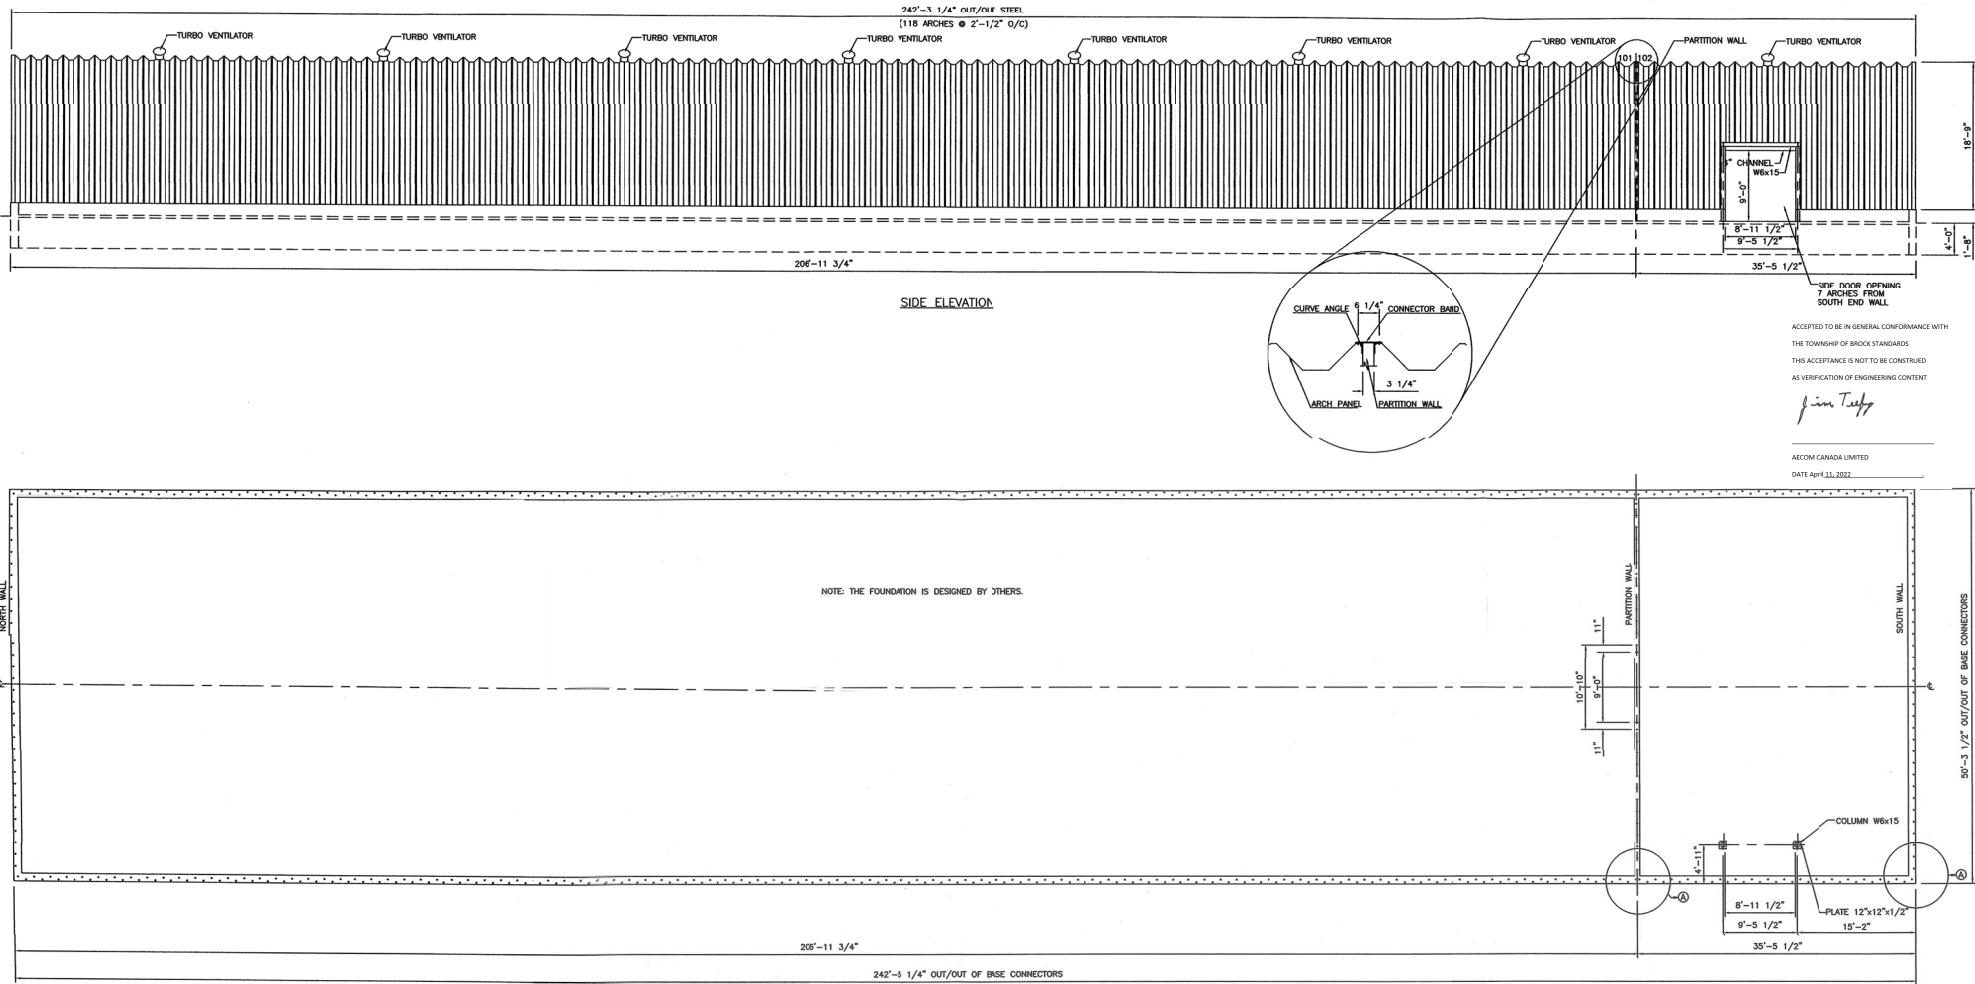 242'-3 1/4" OUT/OUT STEEL
(118 ARCHES @ 2'-1/2" O/C)
TURBO VENTILATOR
TURBO VENTILATOR
TURBO VENTILATOR
TURBO VENTILATOR
TURBO VENTILATOR
TURBO VENTILATOR
TURBO VENTILATOR
PARTITION WALL
TURBO VENTILATOR
101 102
18'-9"
CHANNEL
W6x15
9'-0"
8'-11 1/2"
9'-5 1/2"
4'-0"
1'-8"
206'-11 3/4"
35'-5 1/2"
SIDE ELEVATION
SIDE DOOR OPENING
7 ARCHES FROM
SOUTH END WALL
CURVE ANGLE
6 1/4"
CONNECTOR BAND
3 1/4"
ARCH PANEL
PARTITION WALL
ACCEPTED TO BE IN GENERAL CONFORMANCE WITH
THE TOWNSHIP OF BROCK STANDARDS
THIS ACCEPTANCE IS NOT TO BE CONSTRUED
AS VERIFICATION OF ENGINEERING CONTENT
Jim
AECOM CANADA LIMITED
DATE April 11, 2022
NORTH WALL
NOTE: THE FOUNDATION IS DESIGNED BY OTHERS.
PARTITION WALL
SOUTH WALL
11"
10'-10"
9'-0"
11"
50'-3 1/2" OUT/OUT OF BASE CONNECTORS
COLUMN W6x15
4'-11"
A
A
8'-11 1/2"
PLATE 12"x12"x1/2"
9'-5 1/2"
15'-2"
206'-11 3/4"
35'-5 1/2"
1/4" OUT/OUT OF BASE CONNECTORS